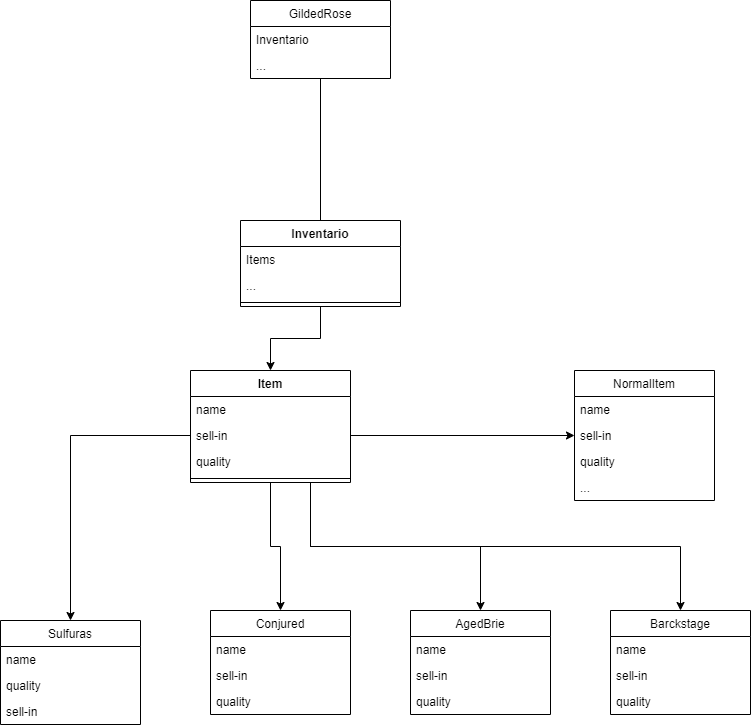 GildedRose
Inventario
...
Inventario
Items
...
Item
name
sell-in
quality
NormalItem
name
sell-in
quality
...
Sulfuras
name
quality
sell-in
Conjured
name
sell-in
quality
AgedBrie
name
sell-in
quality
Barckstage
name
sell-in
quality